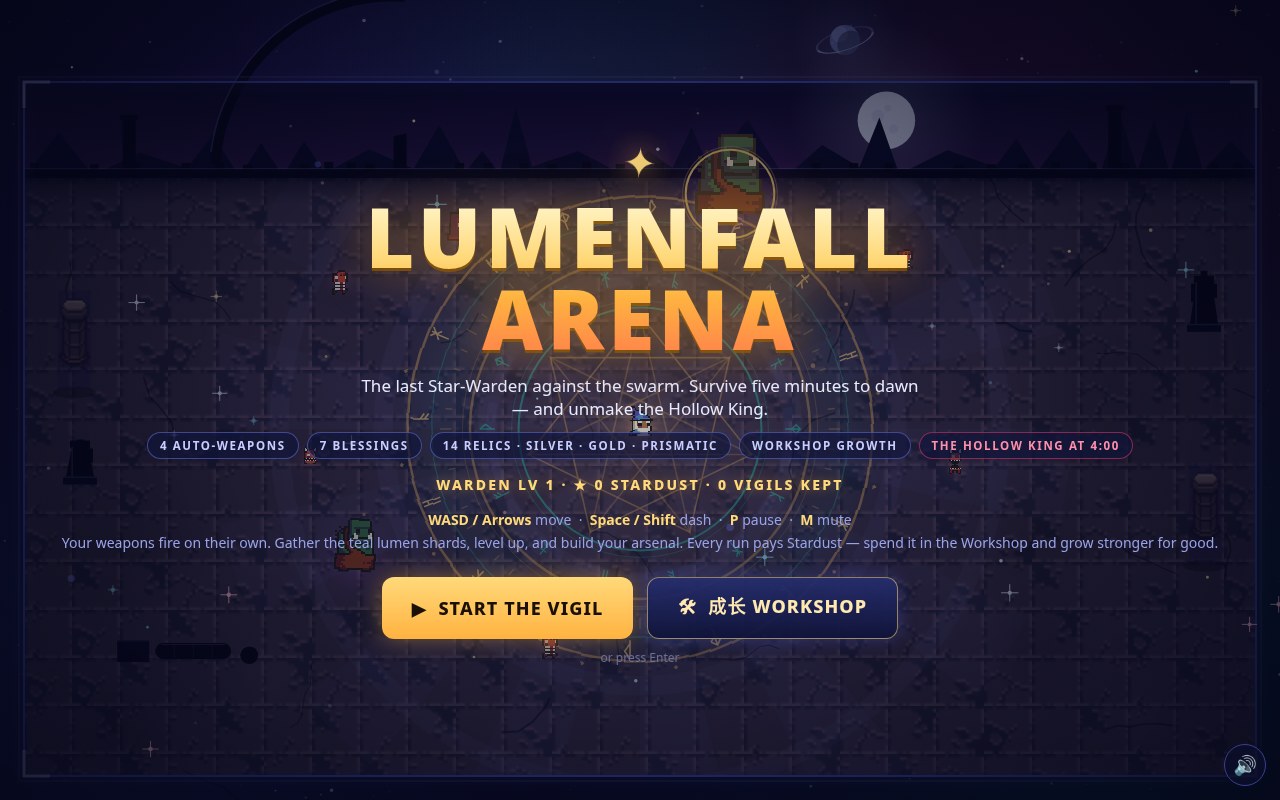 LUMENFALL
ARENA
The last Star-Warden against the swarm. Survive five minutes to dawn
— and unmake the Hollow King.
4 AUTO-WEAPONS
7 BLESSINGS
14 RELICS · SILVER · GOLD · PRISMATIC
WORKSHOP GROWTH
THE HOLLOW KING AT 4:00
WARDEN LV 1 · ★ 0 STARDUST · 0 VIGILS KEPT
WASD / Arrows move · Space / Shift dash · P pause · M mute
Your weapons fire on their own. Gather the teal lumen shards, level up, and build your arsenal. Every run pays Stardust — spend it in the Workshop and grow stronger for good.
▶ START THE VIGIL
🛠 成长 WORKSHOP
or press Enter